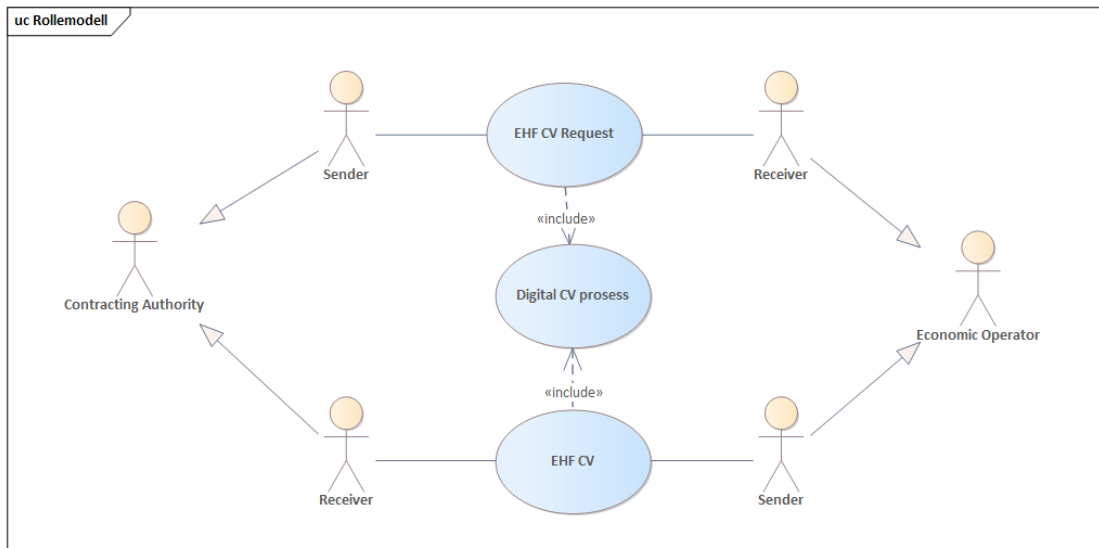 uc Rollemodell
EHF CV Request
Sender
Receiver
«include»
Digital CV prosess
Contracting Authority
Economic Operator
«include»
EHF CV
Receiver
Sender